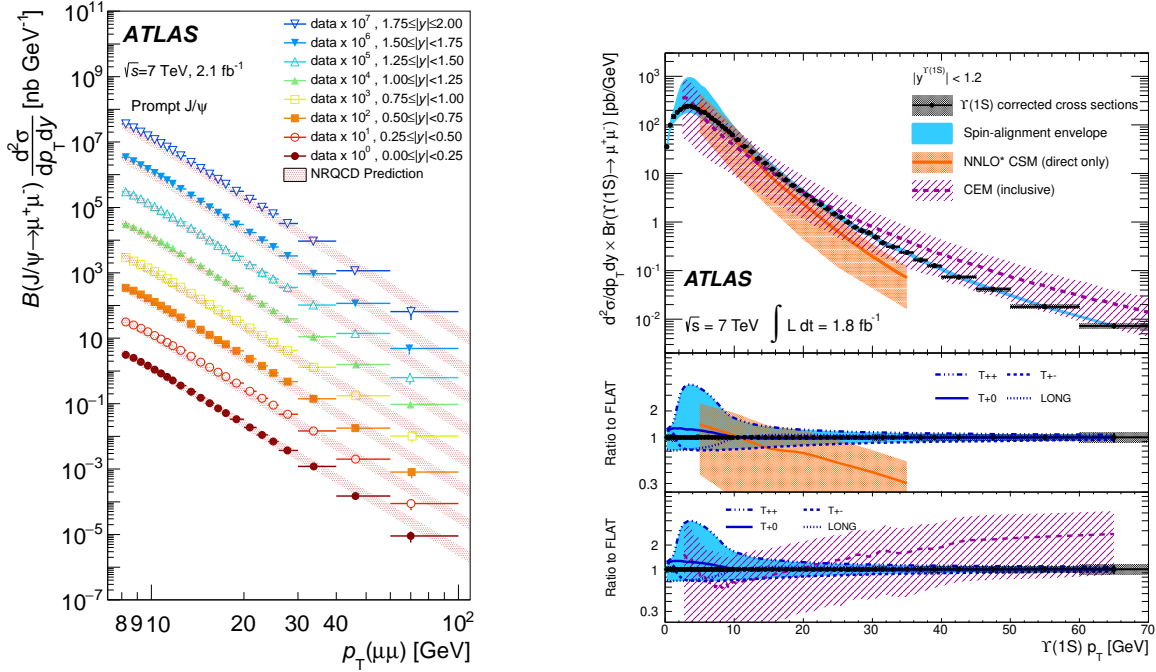 ATLAS
√s=7 TeV, 2.1 fb⁻¹
Prompt J/ψ
data x 10⁷ , 1.75≤|y|≤2.00
data x 10⁶ , 1.50≤|y|<1.75
data x 10⁵ , 1.25≤|y|<1.50
data x 10⁴ , 1.00≤|y|<1.25
data x 10³ , 0.75≤|y|<1.00
data x 10² , 0.50≤|y|<0.75
data x 10¹ , 0.25≤|y|<0.50
data x 10⁰ , 0.00≤|y|<0.25
NRQCD Prediction
B(J/ψ→μ⁺μ⁻) d²σ/dp_T dy [nb GeV⁻¹]
10¹¹
10⁹
10⁷
10⁵
10³
10
10⁻¹
10⁻³
10⁻⁵
10⁻⁷
8 9 10 20 30 40 10²
p_T(μμ) [GeV]
d²σ/dp_T dy × Br(ϒ(1S)→ μ⁺μ⁻) [pb/GeV]
10³
10²
10
1
10⁻¹
10⁻²
|y^ϒ(1S)| < 1.2
ϒ(1S) corrected cross sections
Spin-alignment envelope
NNLO* CSM (direct only)
CEM (inclusive)
ATLAS
√s = 7 TeV ∫ L dt = 1.8 fb⁻¹
Ratio to FLAT
2
1
0.3
T++ T+-
T+0 LONG
Ratio to FLAT
2
1
0.3
T++ T+-
T+0 LONG
0 10 20 30 40 50 60 70
ϒ(1S) p_T [GeV]